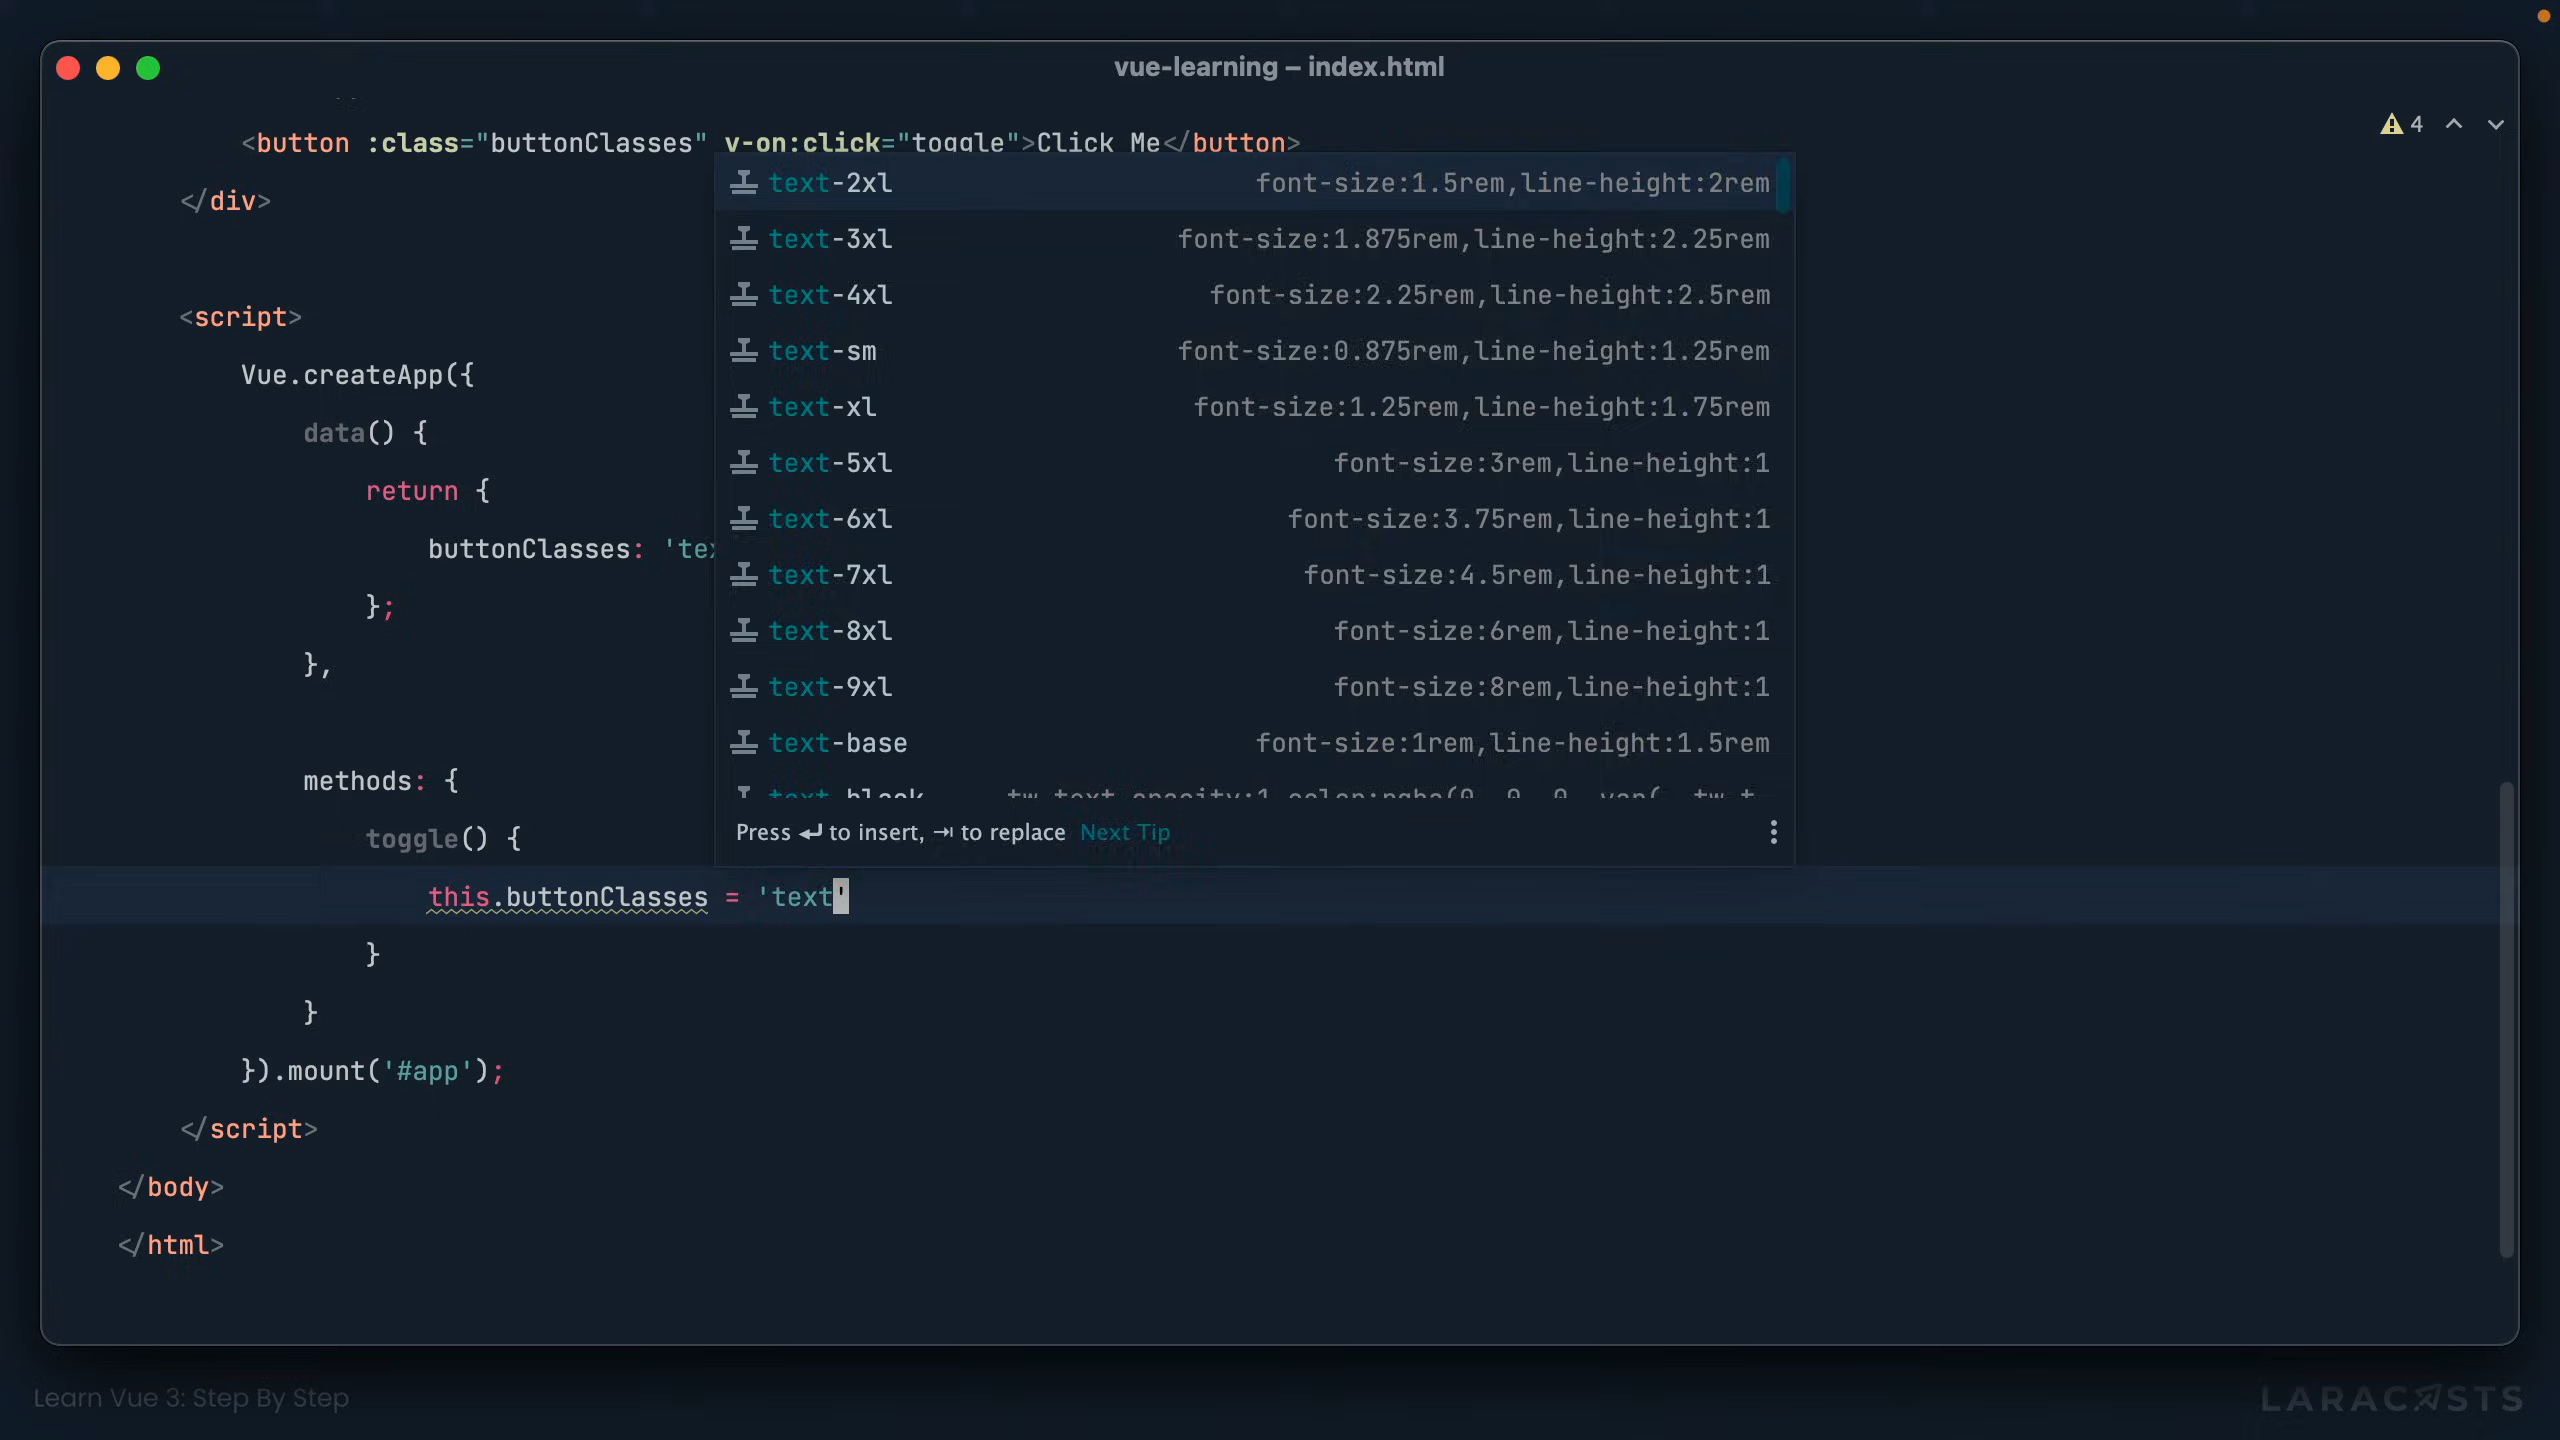 vue-learning – index.html
4
<button :class="buttonClasses" v-on:click="toggle">Click Me</button>
</div>
<script>
Vue.createApp({
data() {
return {
buttonClasses: 'tex
};
},
methods: {
toggle() {
this.buttonClasses = 'text'
}
}
}).mount('#app');
</script>
</body>
</html>
text-2xl font-size:1.5rem,line-height:2rem
text-3xl font-size:1.875rem,line-height:2.25rem
text-4xl font-size:2.25rem,line-height:2.5rem
text-sm font-size:0.875rem,line-height:1.25rem
text-xl font-size:1.25rem,line-height:1.75rem
text-5xl font-size:3rem,line-height:1
text-6xl font-size:3.75rem,line-height:1
text-7xl font-size:4.5rem,line-height:1
text-8xl font-size:6rem,line-height:1
text-9xl font-size:8rem,line-height:1
text-base font-size:1rem,line-height:1.5rem
text-black
Press ↵ to insert, ⇥ to replace Next Tip
Learn Vue 3: Step By Step
LARACASTS